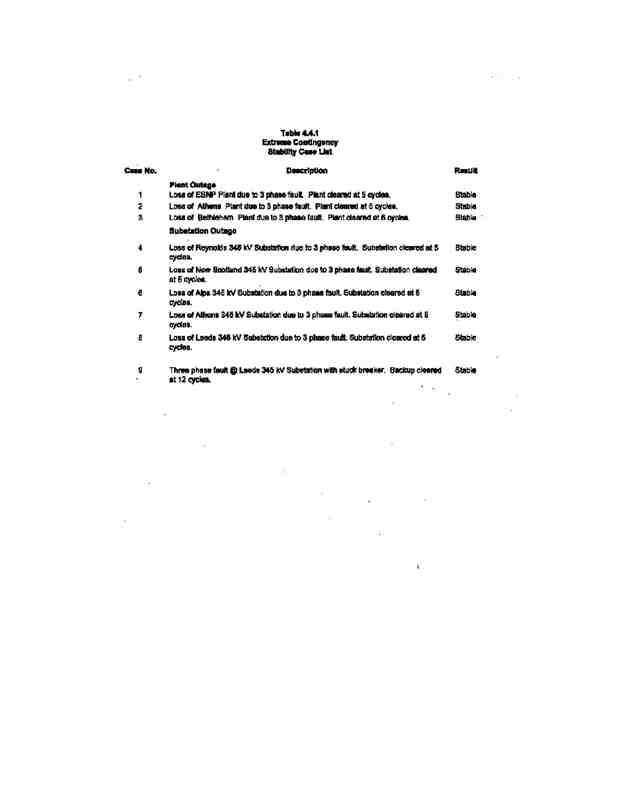 Table 4.4.1
Extreme Contingency
Stability Case List
Case No. Description Result
Plant Outage
1 Loss of ESNP Plant due to 3 phase fault. Plant cleared at 5 cycles. Stable
2 Loss of Athens Plant due to 3 phase fault. Plant cleared at 5 cycles. Stable
3 Loss of Bethlehem Plant due to 3 phase fault. Plant cleared at cycles. Stable
Substation Outage
4 Loss of Reynolds 345 kV Substation due to 3 phase fault. Substation cleared at 5 Stable
cycles.
5 Loss of New Scotland 345 kV Substation due to 3 phase fault. Substation cleared Stable
at 5 cycles.
6 Loss of Alps 345 kV Substation due to 3 phase fault. Substation cleared at 5 Stable
cycles.
7 Loss of Athens 345 kV Substation due to 3 phase fault. Substation cleared at Stable
cycles.
8 Loss of Leeds 345 kV Substation due to 3 phase fault. Substation cleared at 5 Stable
cycles.
9 Three phase fault @ Leeds 345 kV Substation with stuck breaker. Backup cleared Stable
at 12 cycles.